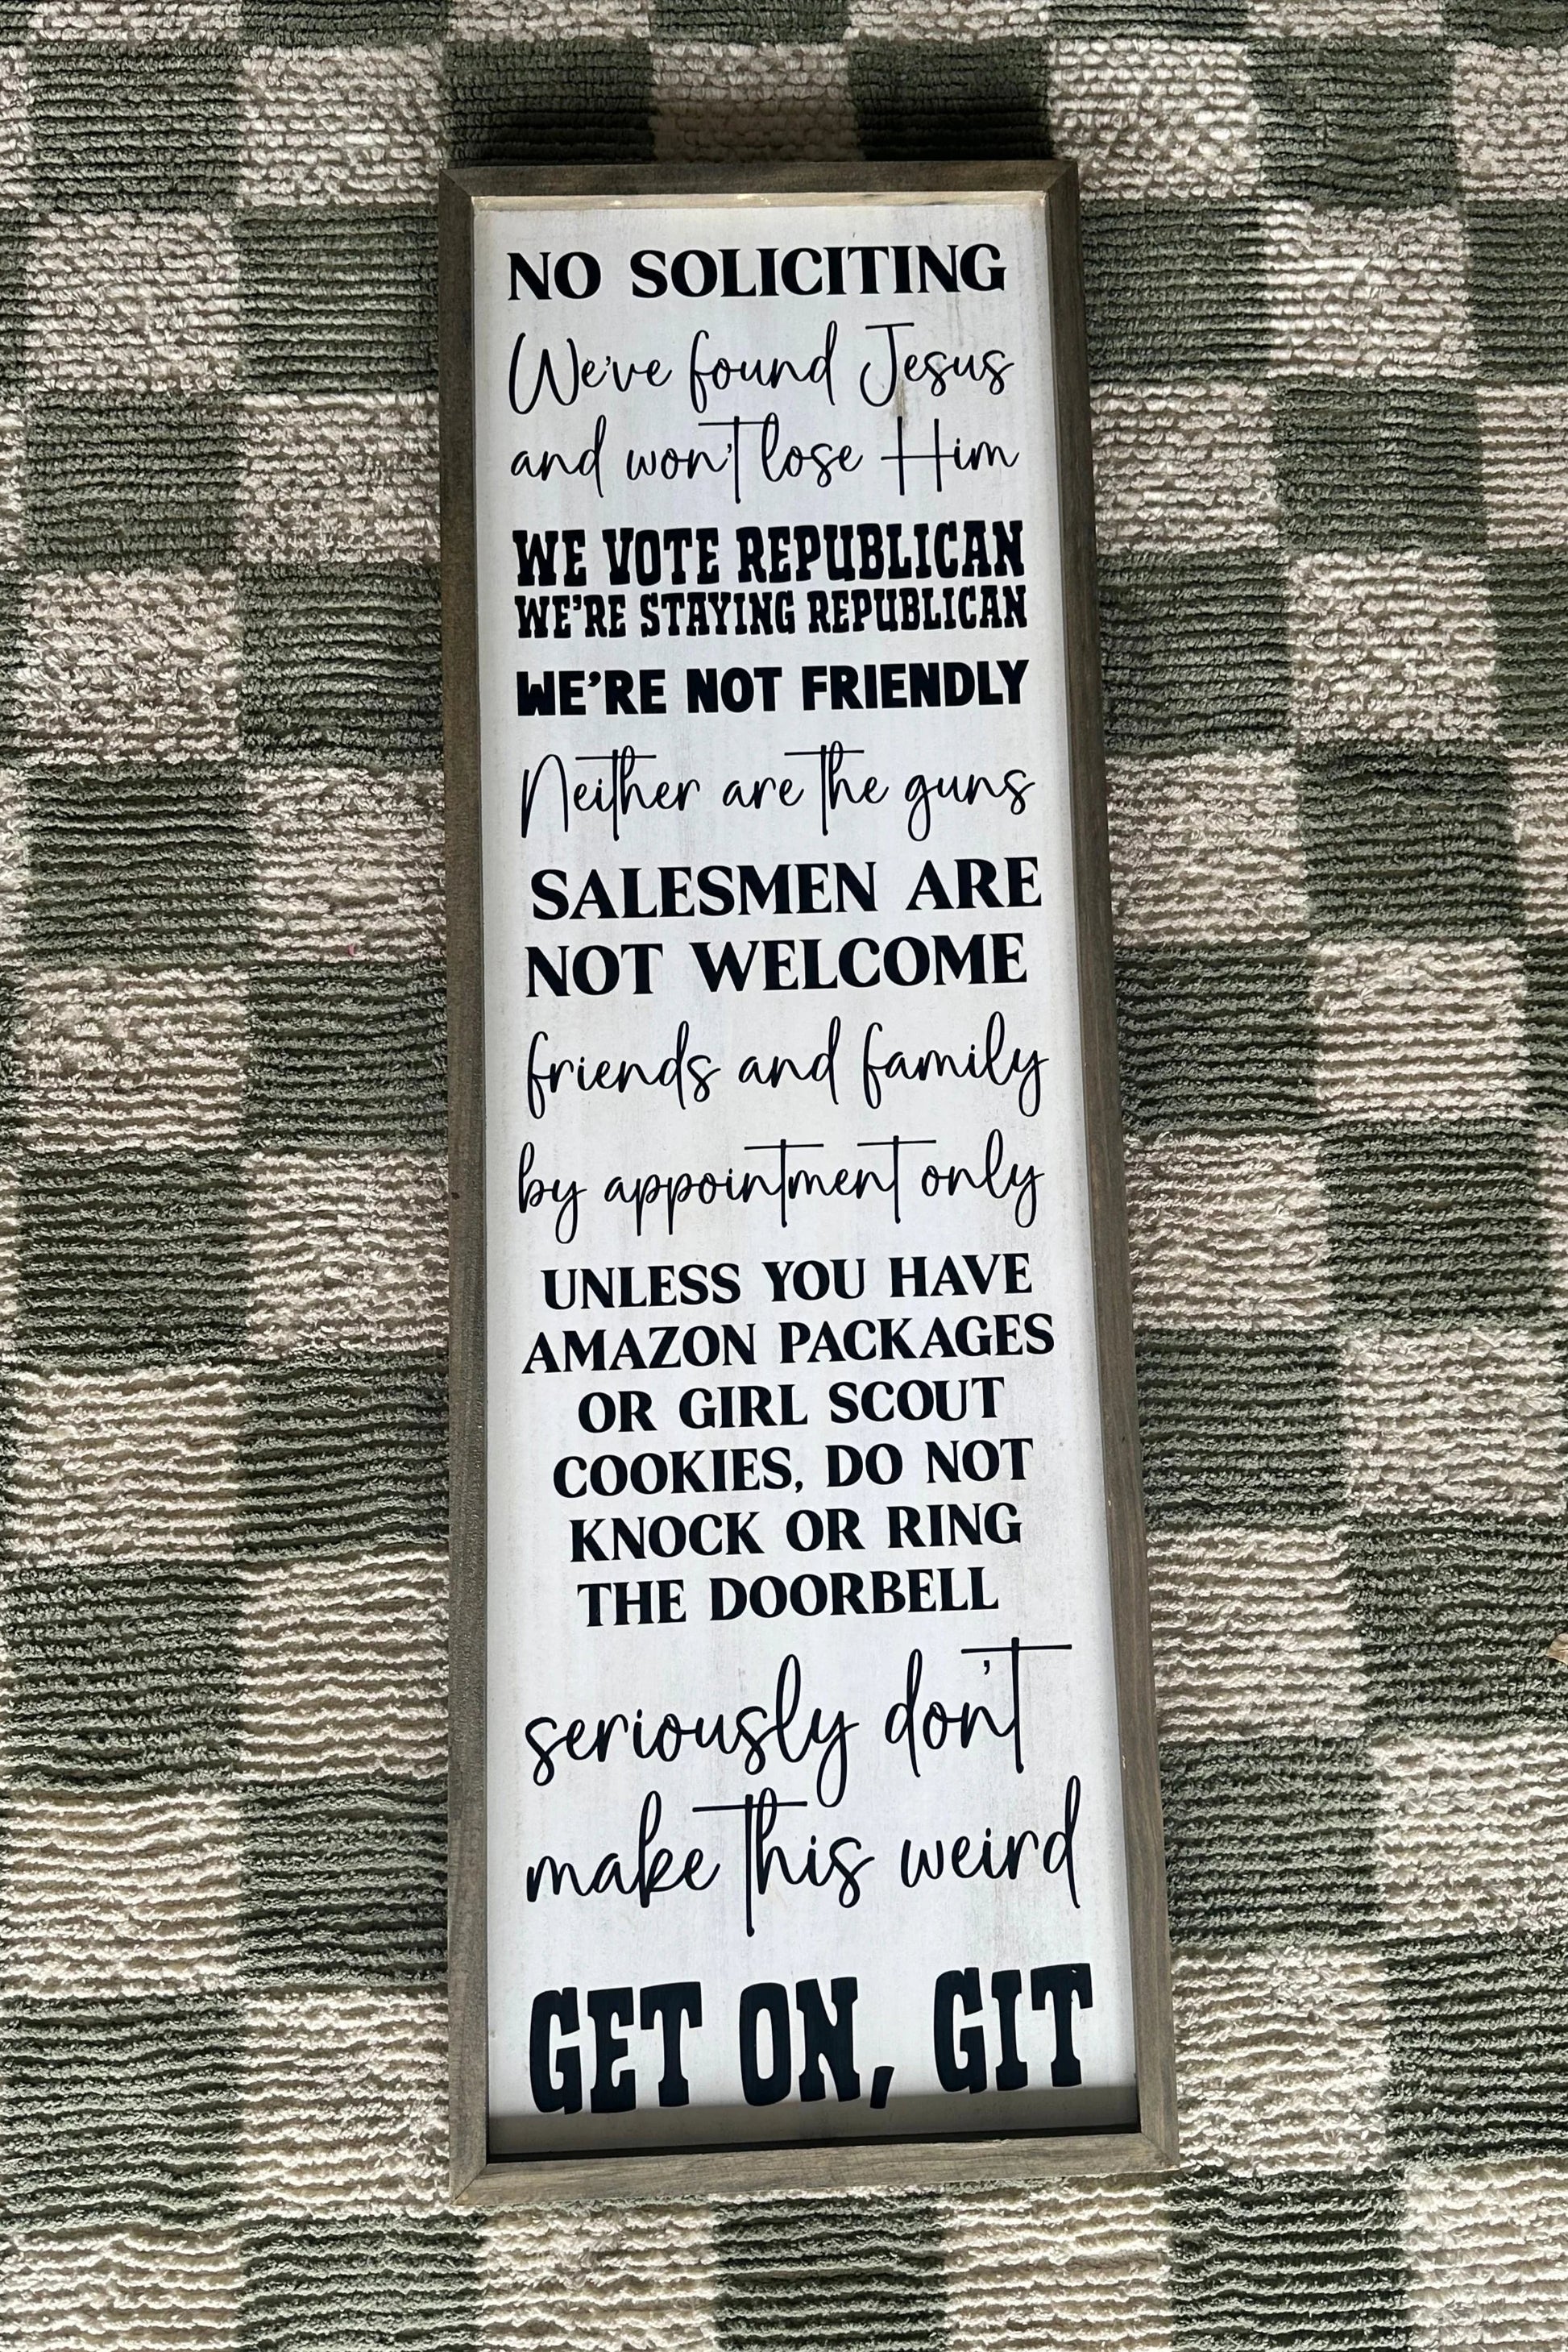 NO SOLICITING
We've found Jesus
and won't lose Him
WE VOTE REPUBLICAN
WE'RE STAYING REPUBLICAN
WE'RE NOT FRIENDLY
Neither are the guns
SALESMEN ARE
NOT WELCOME
friends and family
by appointment only
UNLESS YOU HAVE
AMAZON PACKAGES
OR GIRL SCOUT
COOKIES, DO NOT
KNOCK OR RING
THE DOORBELL
seriously don't
make this weird
GET ON, GIT